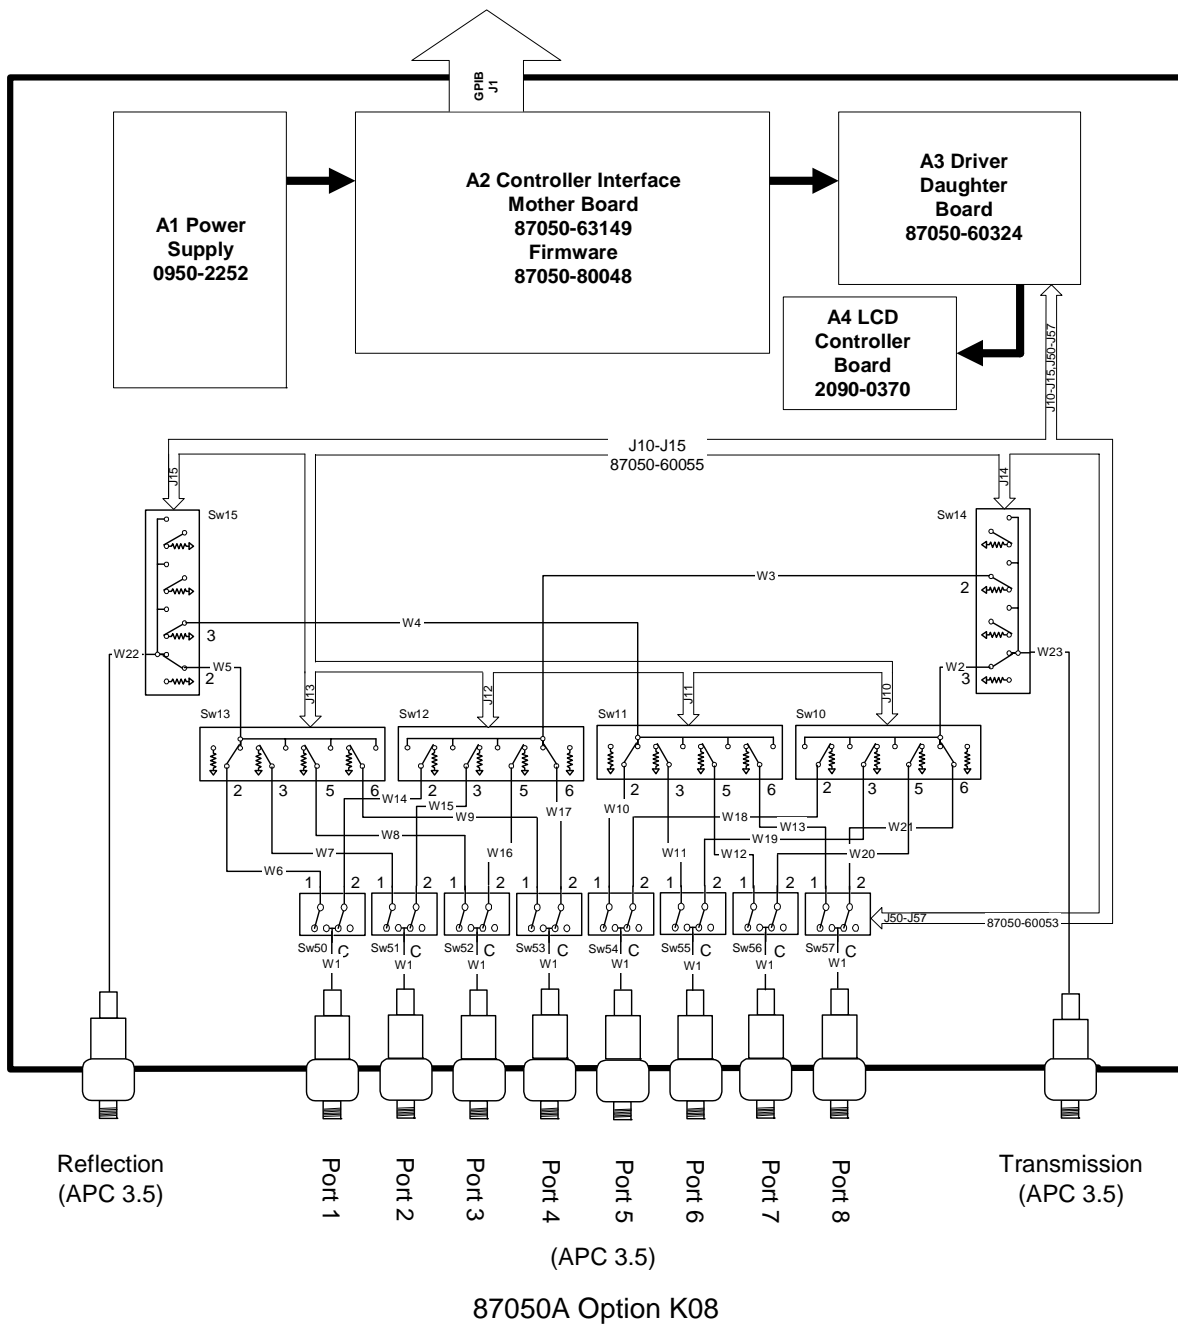 GPIB
J1
A1 Power
Supply
0950-2252
A2 Controller Interface
Mother Board
87050-63149
Firmware
87050-80048
A3 Driver
Daughter
Board
87050-60324
A4 LCD
Controller
Board
2090-0370
J10-J15,J50-J57
J10-J15
87050-60055
J15
J14
Sw15
Sw14
W3
2
W4
3
W22
W5
2
W2
3
W23
J13
J12
J11
J10
Sw13
Sw12
Sw11
Sw10
2 3 5 6
2 3 5 6
2 3 5 6
2 3 5 6
W14
W15
W9
W17
W10
W18
W13
W21
W8
W16
W19
W7
W11
W12
W20
W6
1 2
1 2
1 2
1 2
1 2
1 2
1 2
1 2
J50-J57
87050-60053
Sw50 C
Sw51 C
Sw52 C
Sw53 C
Sw54 C
Sw55 C
Sw56 C
Sw57 C
W1
W1
W1
W1
W1
W1
W1
W1
Reflection
(APC 3.5)
Port 1
Port 2
Port 3
Port 4
Port 5
Port 6
Port 7
Port 8
Transmission
(APC 3.5)
(APC 3.5)
87050A Option K08